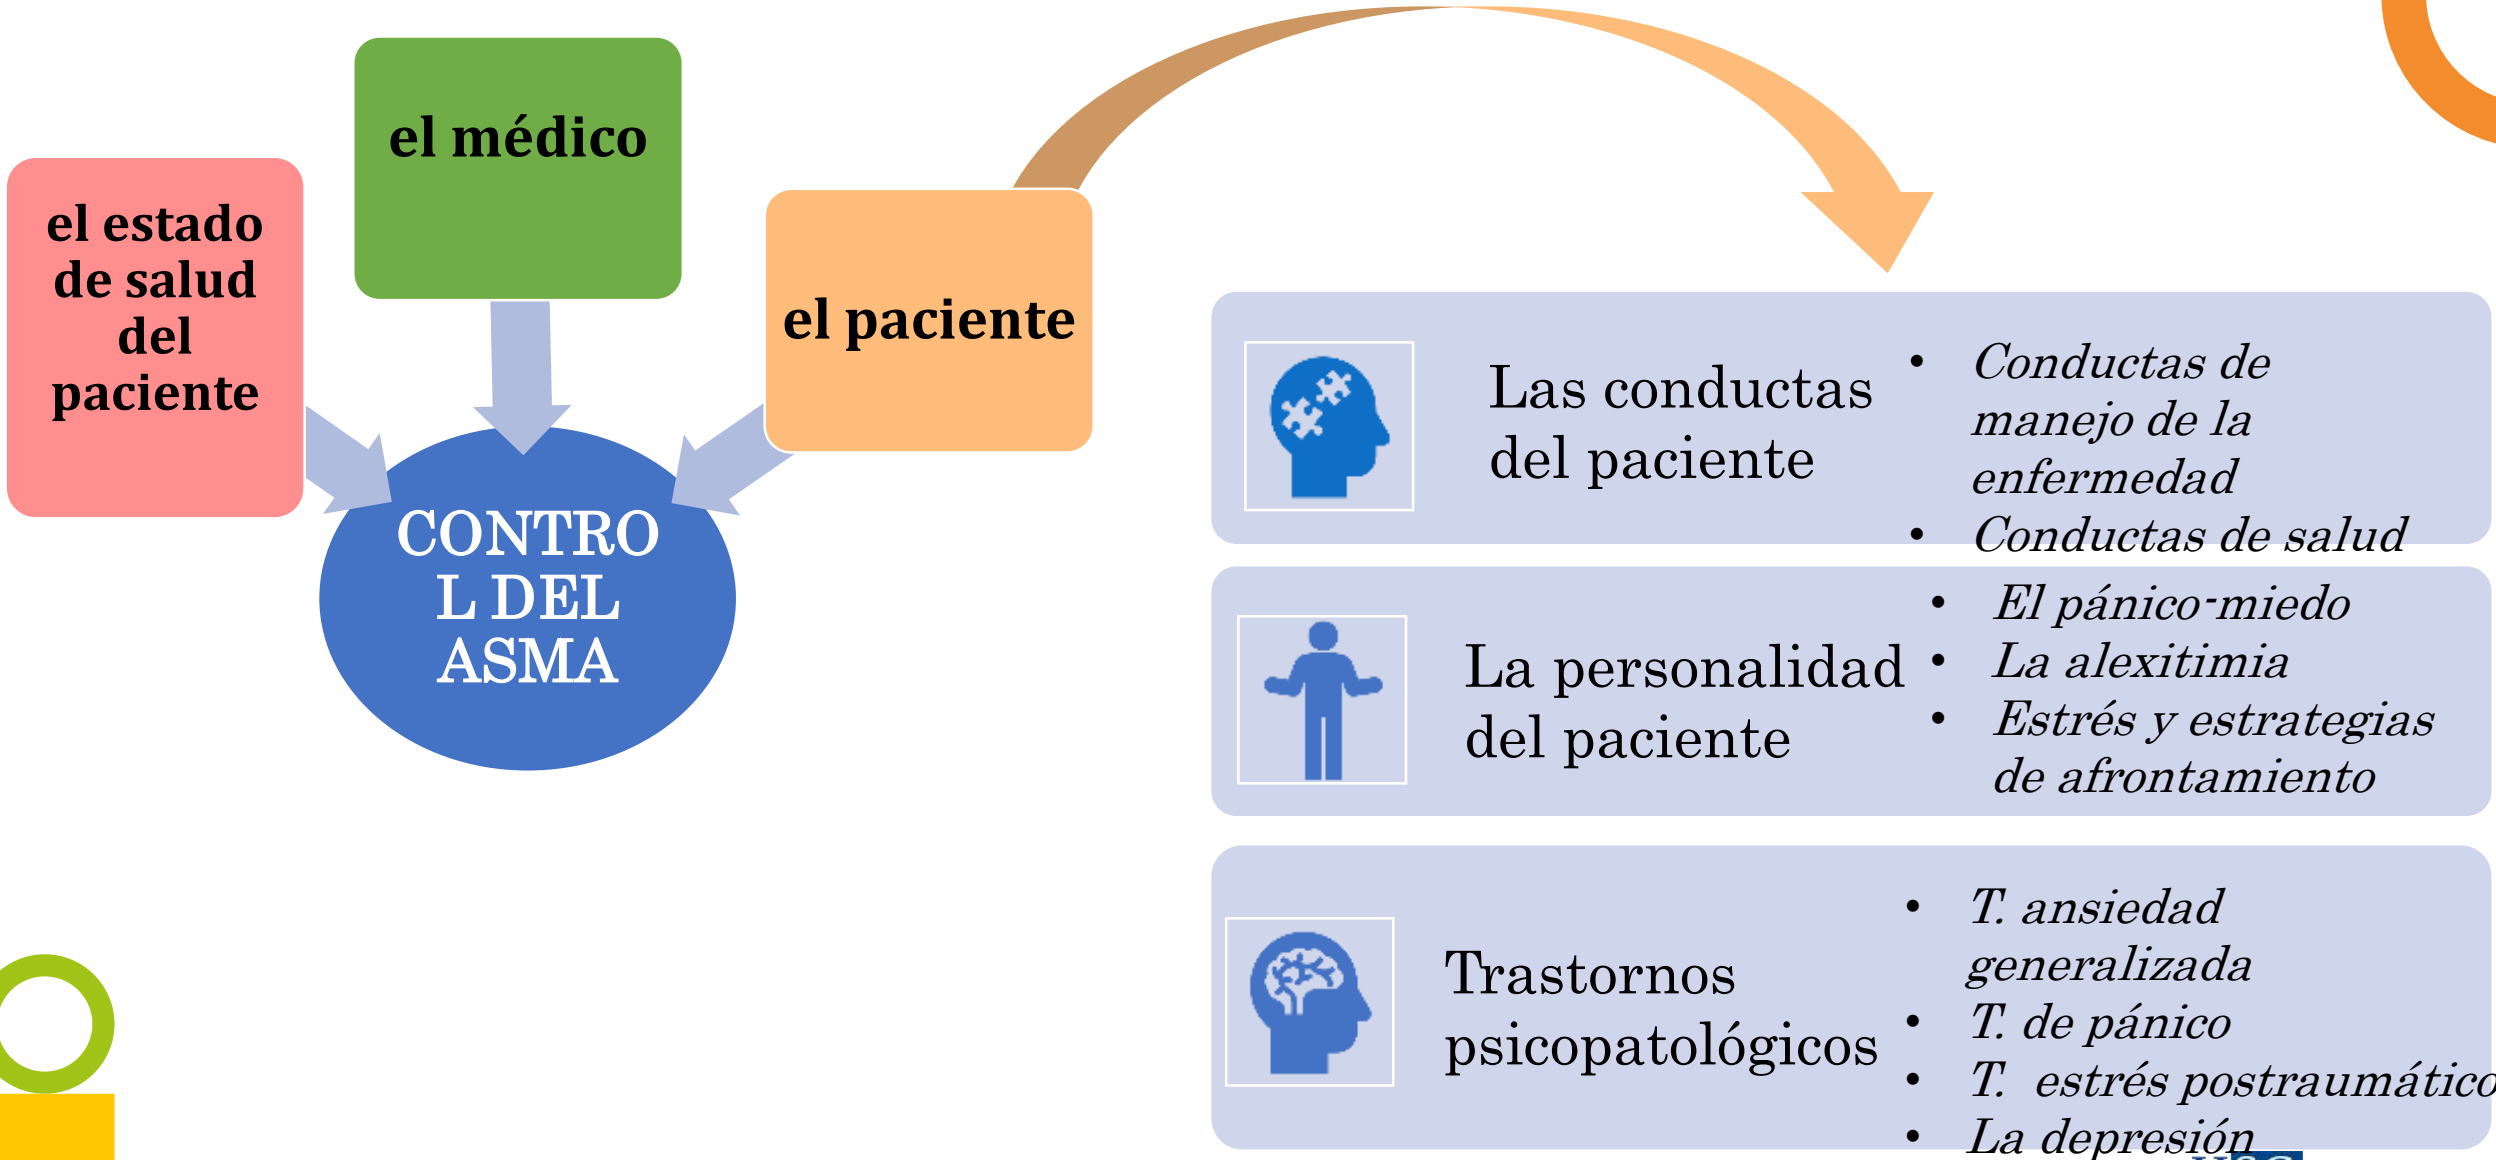 el médico
el estado
de salud
del
paciente
el paciente
CONTRO
L DEL
ASMA
Las conductas
del paciente
• Conductas de
manejo de la
enfermedad
• Conductas de salud
La personalidad
del paciente
• El pánico-miedo
• La alexitimia
• Estrés y estrategias
de afrontamiento
Trastornos
psicopatológicos
• T. ansiedad
generalizada
• T. de pánico
• T. estrés postraumático
• La depresión